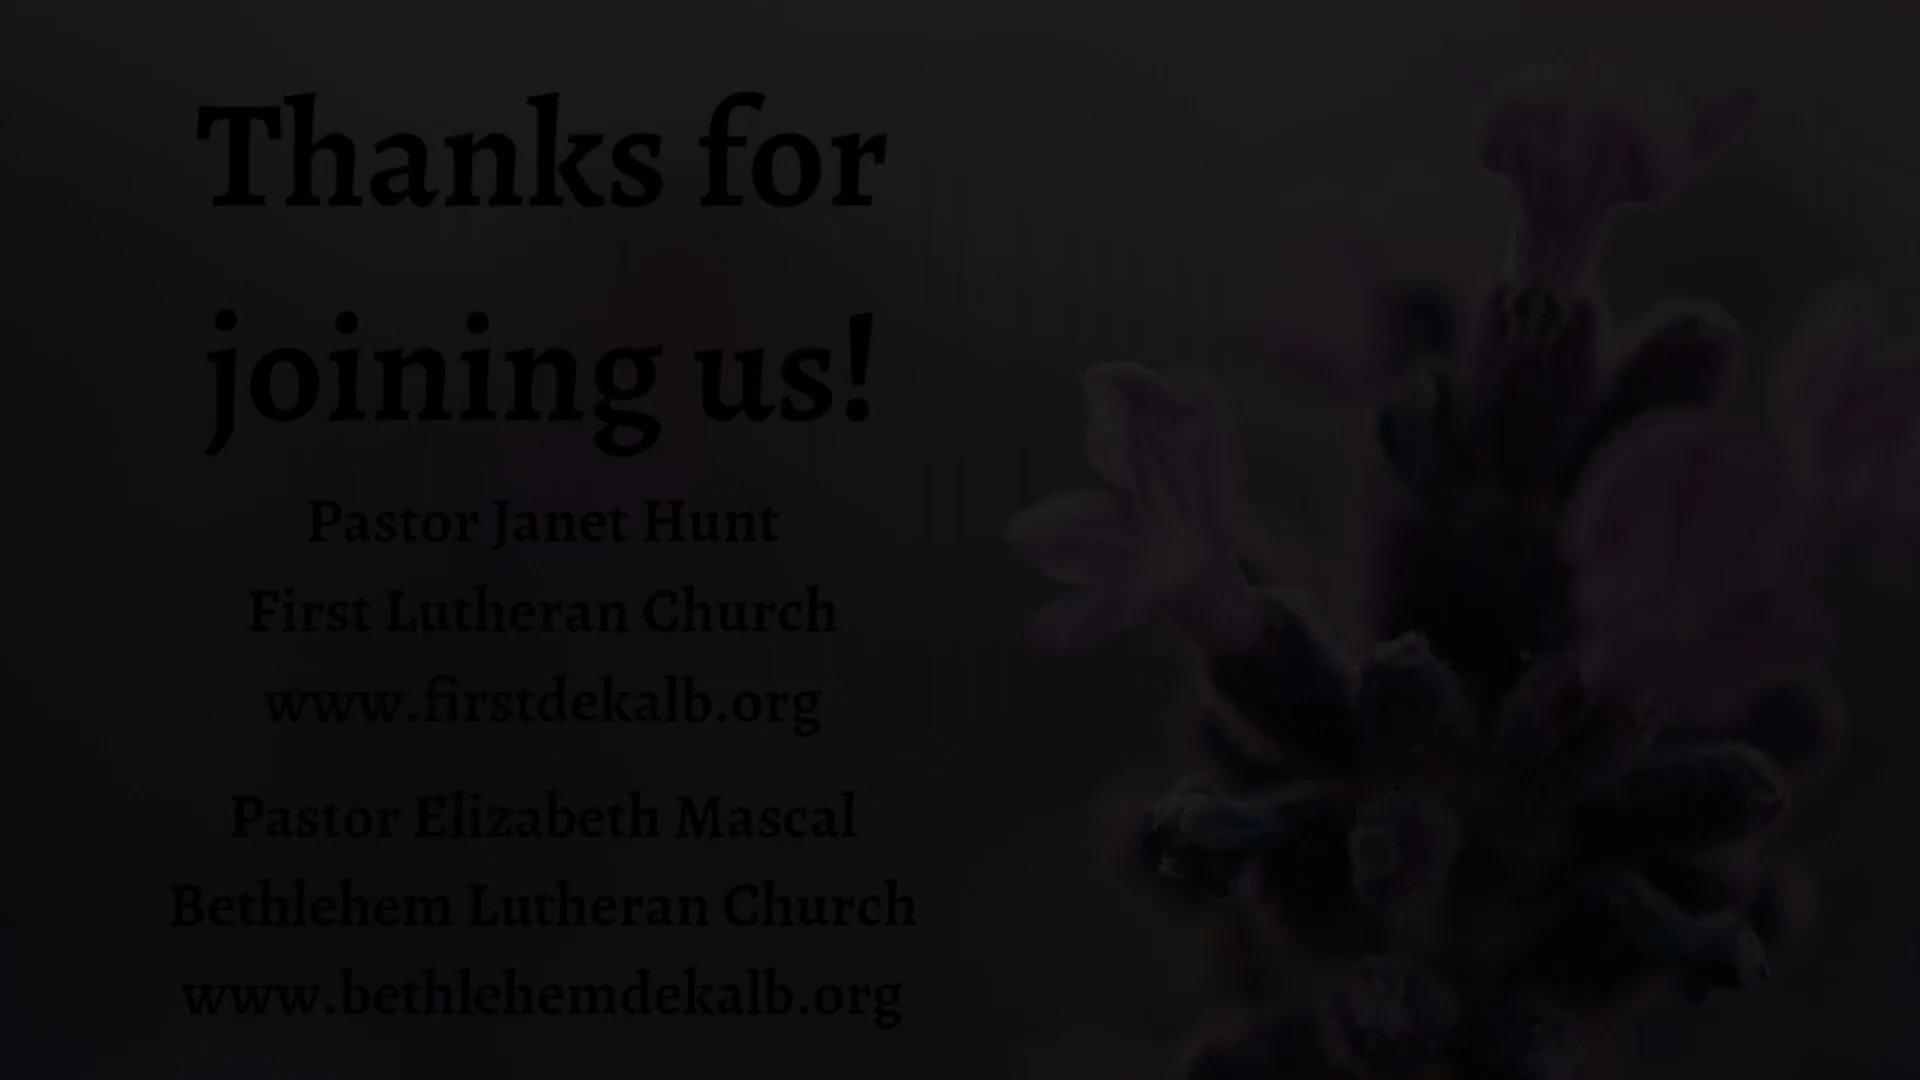 Thanks for
joining us!
Pastor Janet Hunt
First Lutheran Church
www.firstdekalb.org
Pastor Elizabeth Mascal
Bethlehem Lutheran Church
www.bethlehemdekalb.org